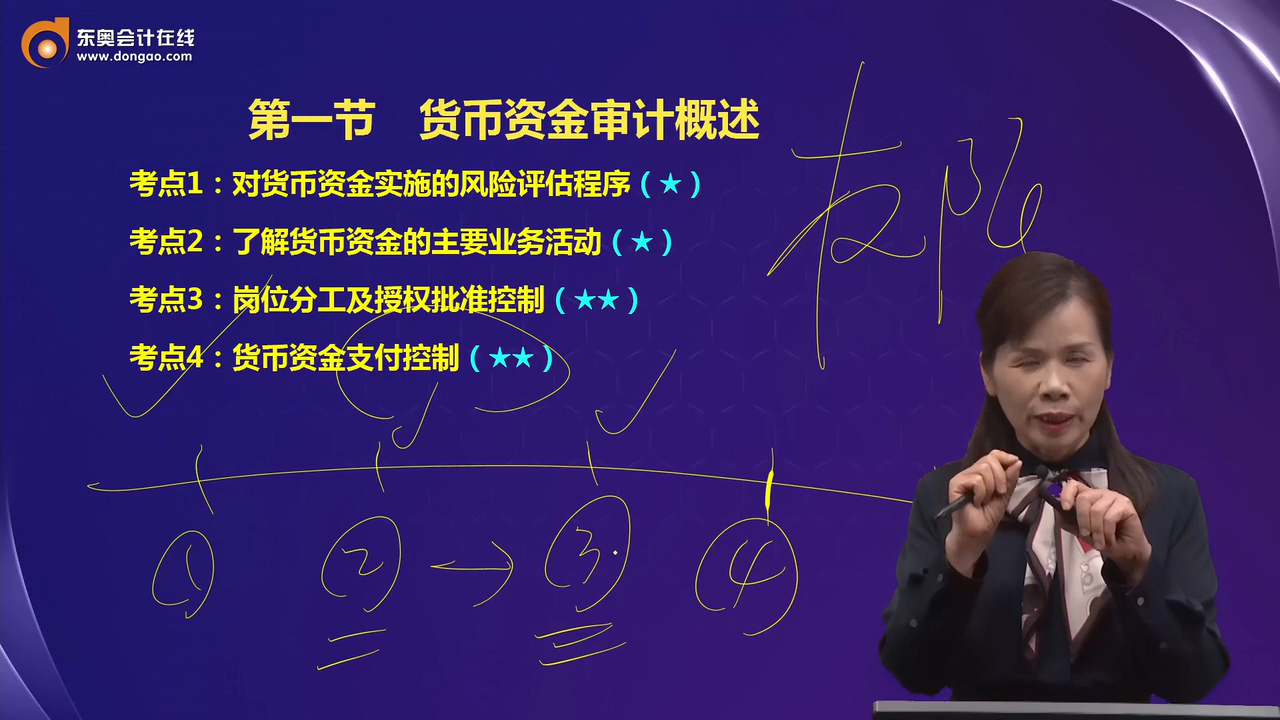 东奥会计在线
www.dongao.com
第一节 货币资金审计概述
考点1：对货币资金实施的风险评估程序（★）
考点2：了解货币资金的主要业务活动（★）
考点3：岗位分工及授权批准控制（★★）
考点4：货币资金支付控制（★★）
① ② → ③ ④